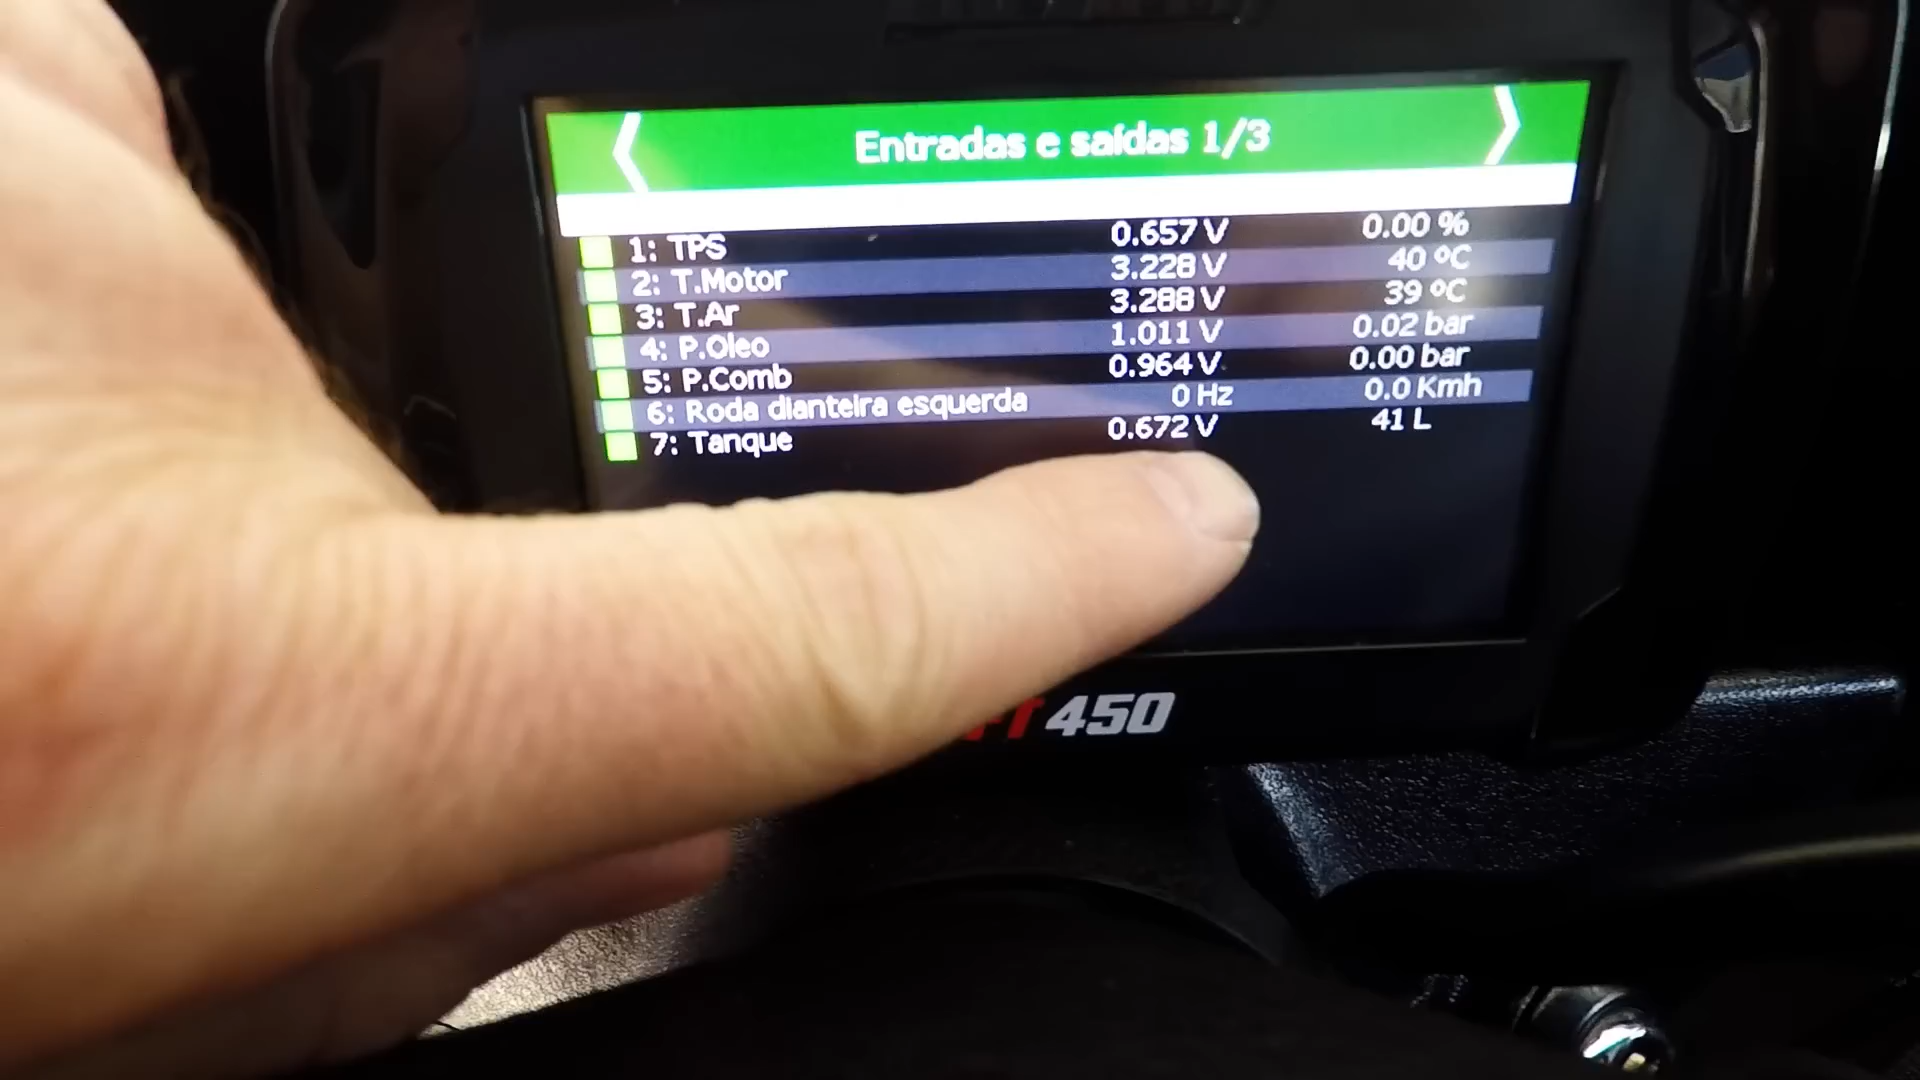 Entradas e saídas 1/3
1: TPS 0.657 V 0.00 %
2: T.Motor 3.228 V 40 ºC
3: T.Ar 3.288 V 39 ºC
4: P.Oleo 1.011 V 0.02 bar
5: P.Comb 0.964 V 0.00 bar
6: Roda dianteira esquerda 0 Hz 0.0 Kmh
7: Tanque 0.672 V 41 L
FT450